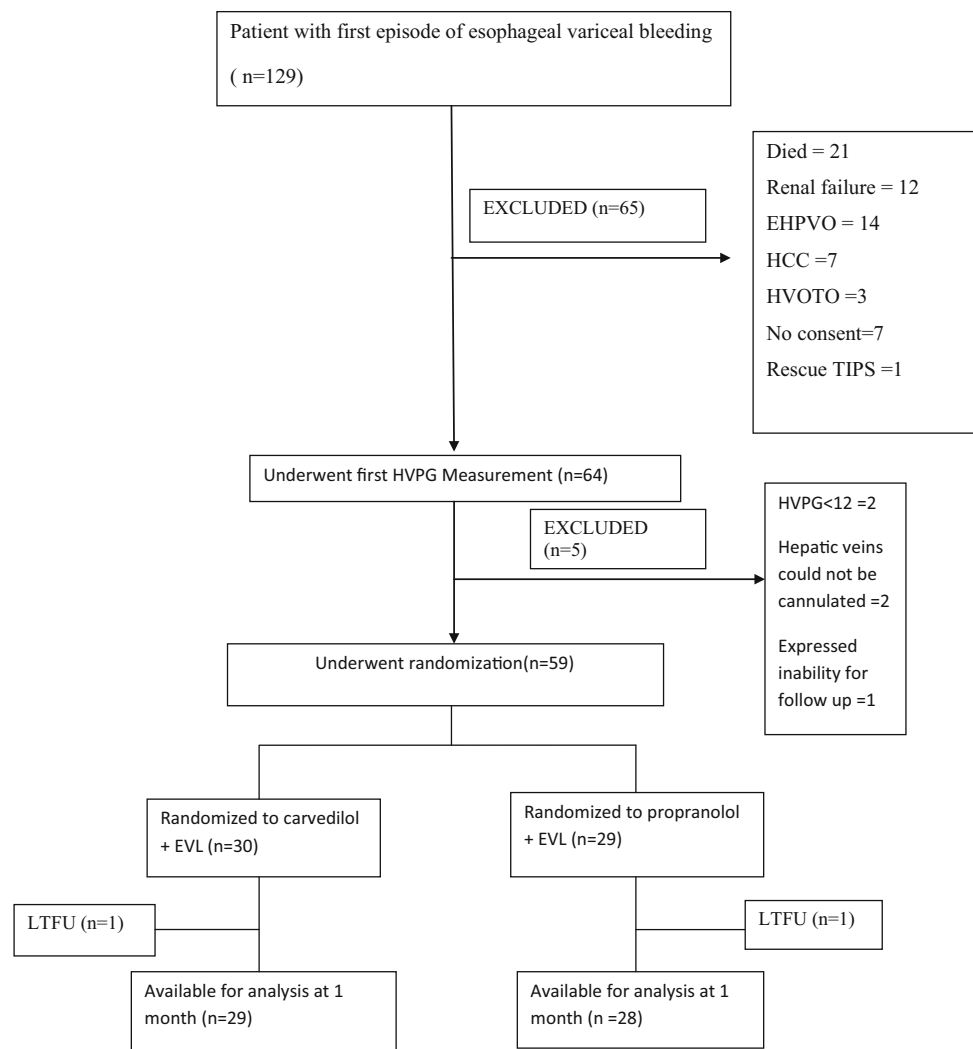 Patient with first episode of esophageal variceal bleeding
( n=129)
EXCLUDED (n=65)
Died = 21
Renal failure = 12
EHPVO = 14
HCC =7
HVOTO =3
No consent=7
Rescue TIPS =1
Underwent first HVPG Measurement (n=64)
EXCLUDED
(n=5)
HVPG<12 =2
Hepatic veins
could not be
cannulated =2
Expressed
inability for
follow up =1
Underwent randomization(n=59)
Randomized to carvedilol
+ EVL (n=30)
Randomized to propranolol
+ EVL (n=29)
LTFU (n=1)
LTFU (n=1)
Available for analysis at 1
month (n=29)
Available for analysis at 1
month (n =28)